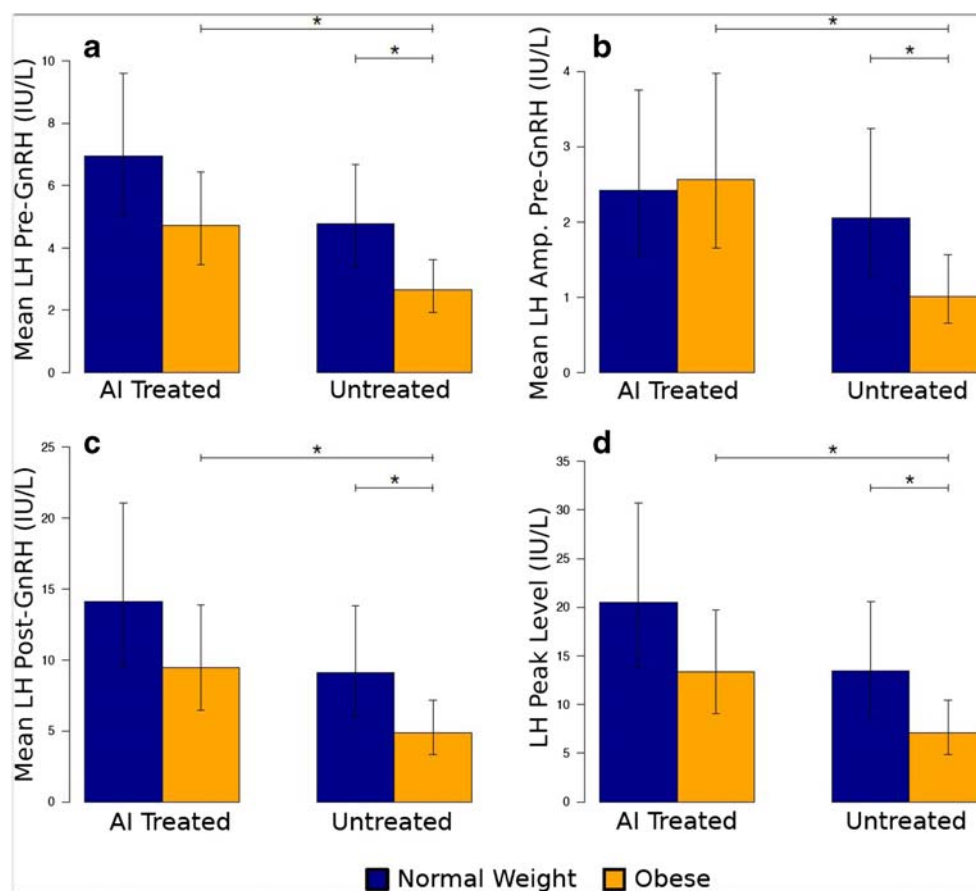 a
*
*
Mean LH Pre-GnRH (IU/L)
10
8
6
4
2
0
AI Treated
Untreated
b
*
*
Mean LH Amp. Pre-GnRH (IU/L)
4
3
2
1
0
AI Treated
Untreated
c
*
*
Mean LH Post-GnRH (IU/L)
25
20
15
10
5
0
AI Treated
Untreated
d
*
*
LH Peak Level (IU/L)
35
30
25
20
15
10
5
0
AI Treated
Untreated
Normal Weight
Obese